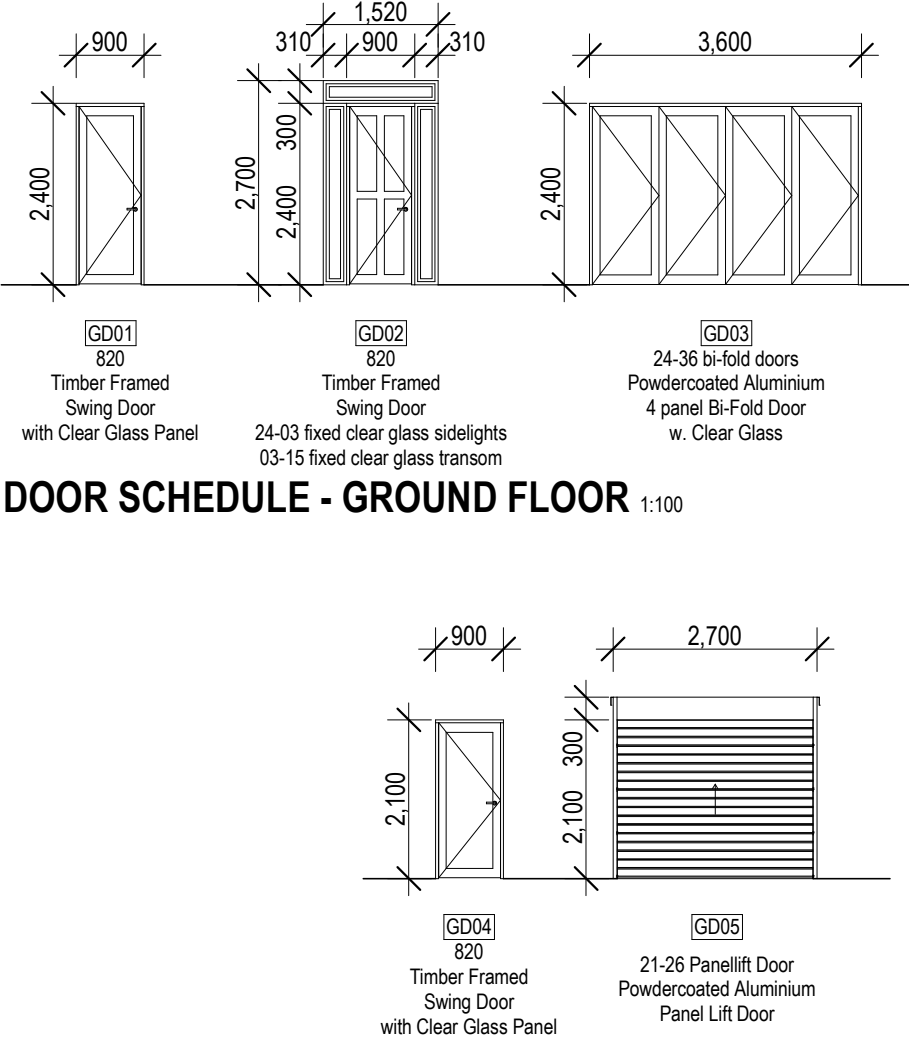 1,520
900
310
900
310
3,600
2,400
2,700
300
2,400
2,400
GD01
820
Timber Framed
Swing Door
with Clear Glass Panel
GD02
820
Timber Framed
Swing Door
24-03 fixed clear glass sidelights
03-15 fixed clear glass transom
GD03
24-36 bi-fold doors
Powdercoated Aluminium
4 panel Bi-Fold Door
w. Clear Glass
DOOR SCHEDULE - GROUND FLOOR 1:100
900
2,700
2,100
300
2,100
GD04
820
Timber Framed
Swing Door
with Clear Glass Panel
GD05
21-26 Panellift Door
Powdercoated Aluminium
Panel Lift Door